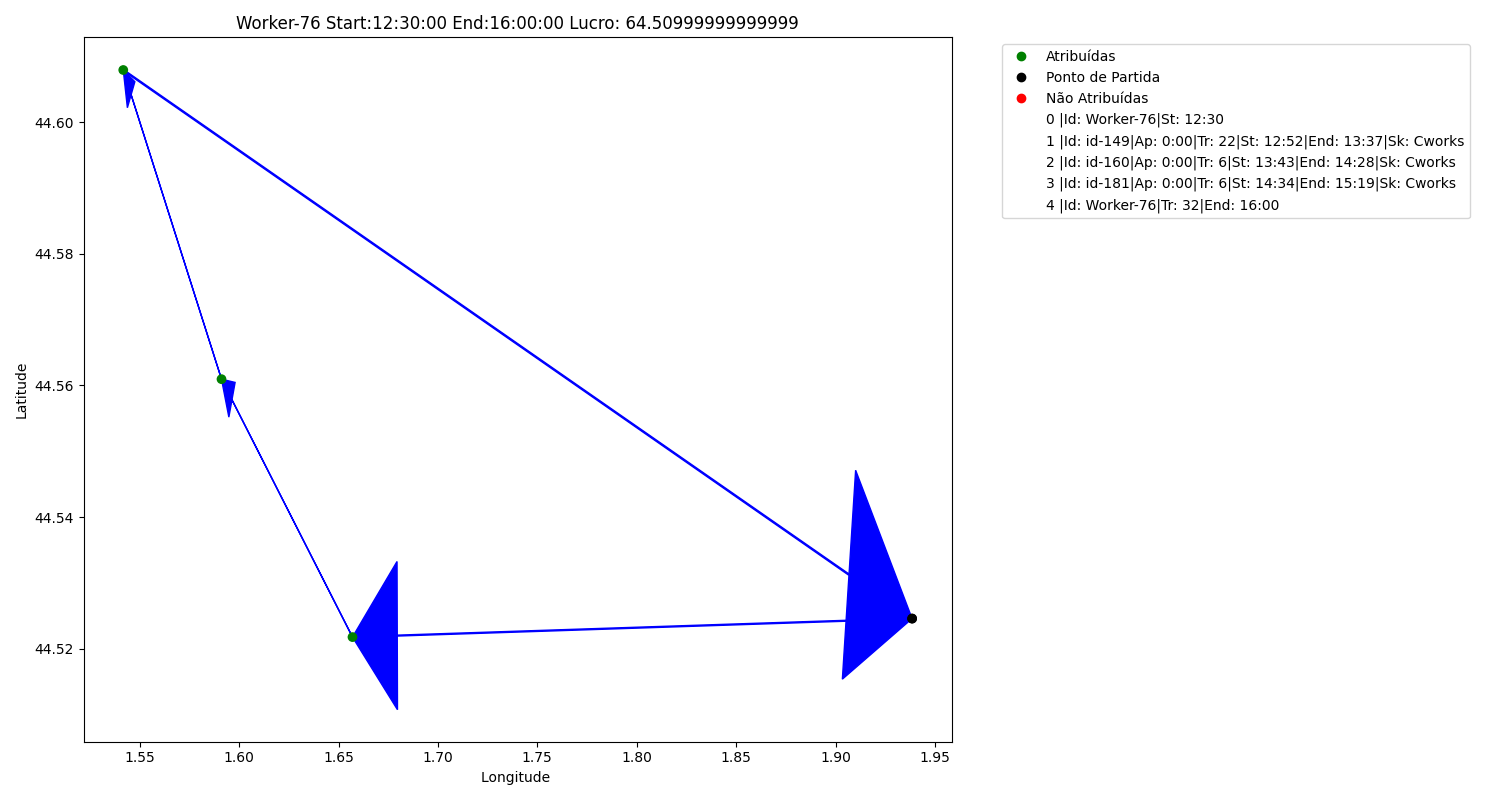 Worker-76 Start:12:30:00 End:16:00:00 Lucro: 64.50999999999999
Atribuídas
Ponto de Partida
Não Atribuídas
0 |Id: Worker-76|St: 12:30
1 |Id: id-149|Ap: 0:00|Tr: 22|St: 12:52|End: 13:37|Sk: Cworks
2 |Id: id-160|Ap: 0:00|Tr: 6|St: 13:43|End: 14:28|Sk: Cworks
3 |Id: id-181|Ap: 0:00|Tr: 6|St: 14:34|End: 15:19|Sk: Cworks
4 |Id: Worker-76|Tr: 32|End: 16:00
Latitude
44.60
44.58
44.56
44.54
44.52
1.55 1.60 1.65 1.70 1.75 1.80 1.85 1.90 1.95
Longitude